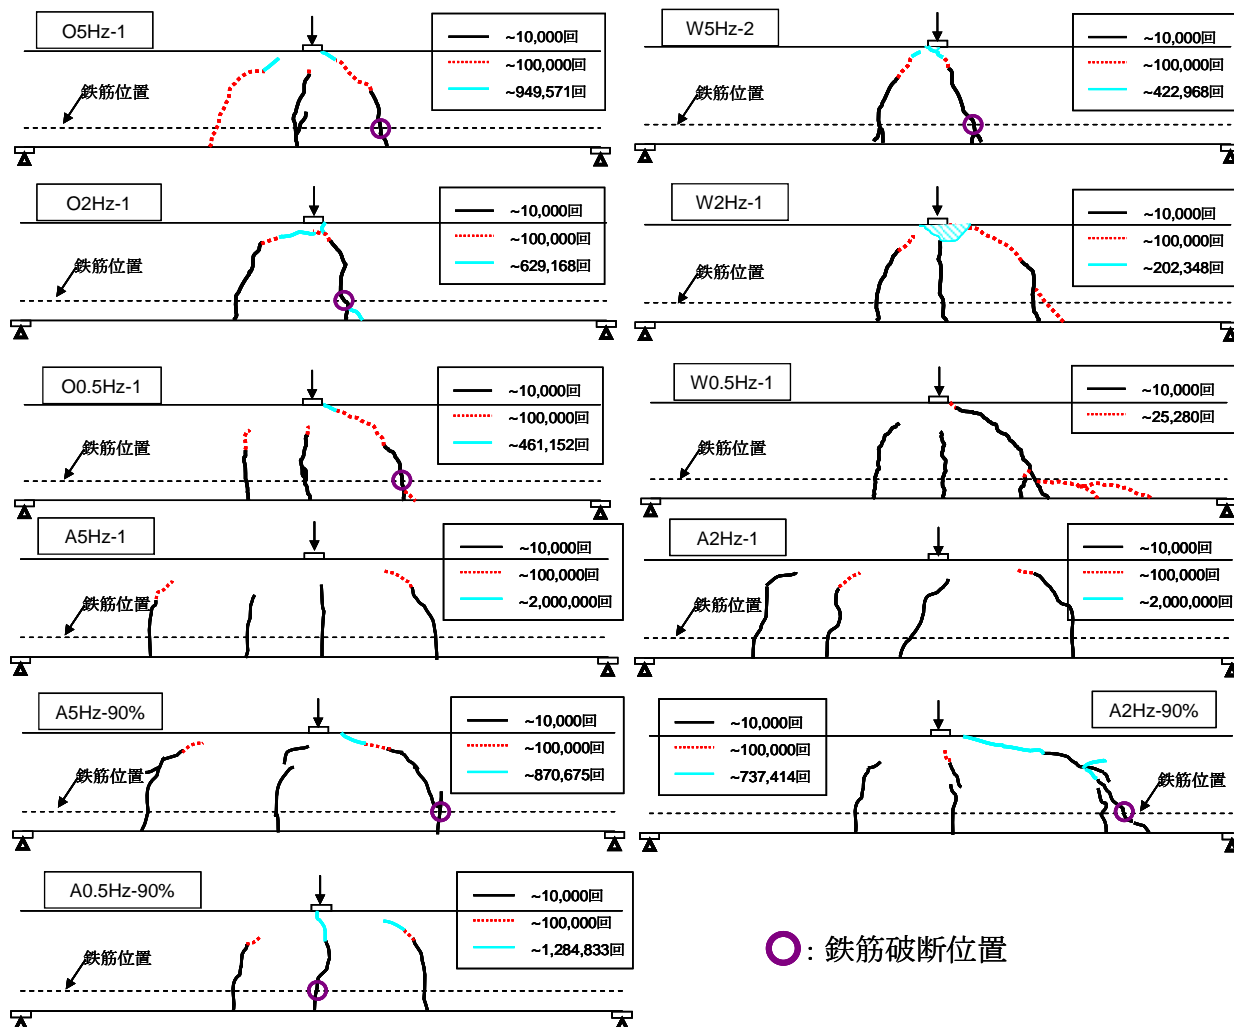 O5Hz-1
~10,000回
~100,000回
~949,571回
鉄筋位置
W5Hz-2
~10,000回
~100,000回
~422,968回
鉄筋位置
O2Hz-1
~10,000回
~100,000回
~629,168回
鉄筋位置
W2Hz-1
~10,000回
~100,000回
~202,348回
鉄筋位置
O0.5Hz-1
~10,000回
~100,000回
~461,152回
鉄筋位置
W0.5Hz-1
~10,000回
~25,280回
鉄筋位置
A5Hz-1
~10,000回
~100,000回
~2,000,000回
鉄筋位置
A2Hz-1
~10,000回
~100,000回
~2,000,000回
鉄筋位置
A5Hz-90%
~10,000回
~100,000回
~870,675回
鉄筋位置
~10,000回
~100,000回
~737,414回
A2Hz-90%
鉄筋位置
A0.5Hz-90%
~10,000回
~100,000回
~1,284,833回
鉄筋位置
: 鉄筋破断位置